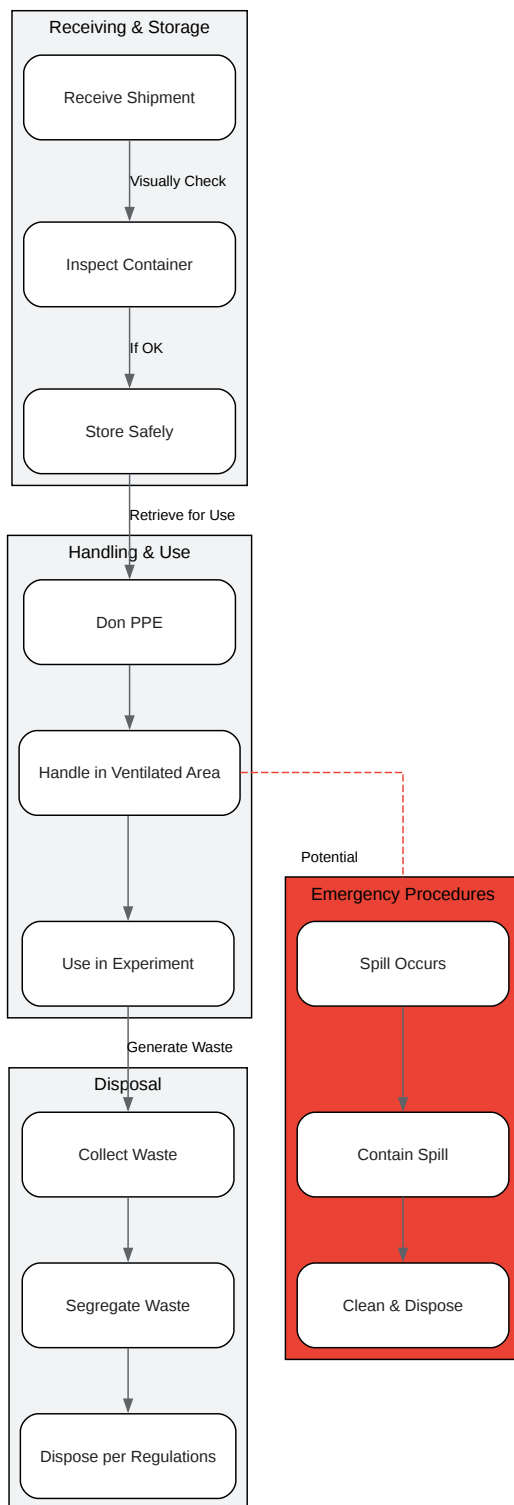 Receiving & Storage
Receive Shipment
Visually Check
Inspect Container
If OK
Store Safely
Retrieve for Use
Handling & Use
Don PPE
Handle in Ventilated Area
Potential
Emergency Procedures
Use in Experiment
Spill Occurs
Generate Waste
Disposal
Collect Waste
Contain Spill
Segregate Waste
Clean & Dispose
Dispose per Regulations